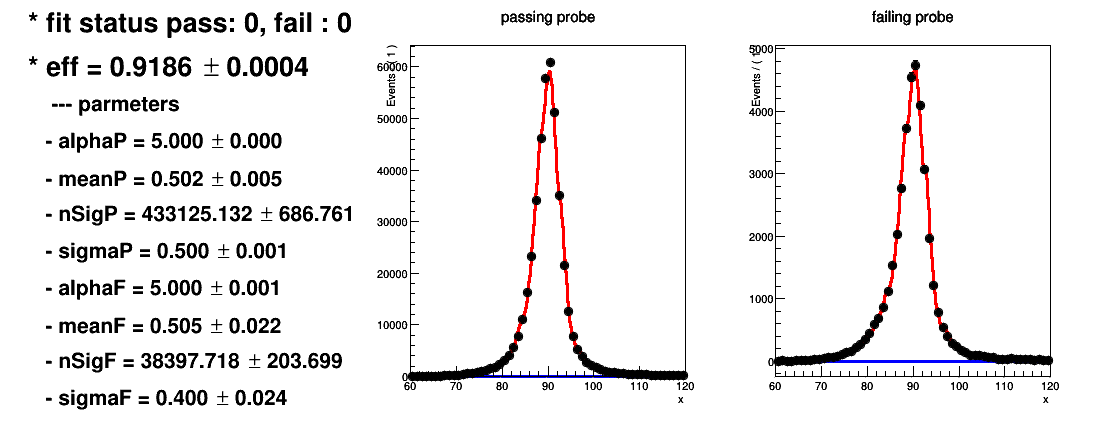 * fit status pass: 0, fail : 0
* eff = 0.9186 ± 0.0004
--- parmeters
- alphaP = 5.000 ± 0.000
- meanP = 0.502 ± 0.005
- nSigP = 433125.132 ± 686.761
- sigmaP = 0.500 ± 0.001
- alphaF = 5.000 ± 0.001
- meanF = 0.505 ± 0.022
- nSigF = 38397.718 ± 203.699
- sigmaF = 0.400 ± 0.024
passing probe
Events / ( 1 )
60000
50000
40000
30000
20000
10000
0
60 70 80 90 100 110 120
x
failing probe
Events / ( 1 )
5000
4000
3000
2000
1000
0
60 70 80 90 100 110 120
x